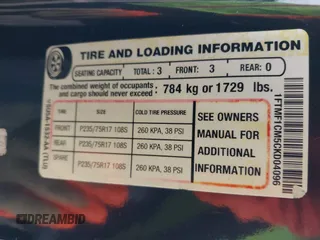 TIRE AND LOADING INFORMATION
SEATING CAPACITY TOTAL : 3 FRONT: 3 REAR: 0
The combined weight of occupants and cargo should never exceed: 784 kg or 1729 lbs.
TIRE SIZE COLD TIRE PRESSURE
FRONT P235/75R17 108S 260 KPA, 38 PSI
REAR P235/75R17 108S 260 KPA, 38 PSI
SPARE P235/75R17 108S 260 KPA, 38 PSI
SEE OWNERS
MANUAL FOR
ADDITIONAL
INFORMATION
DREAMBID